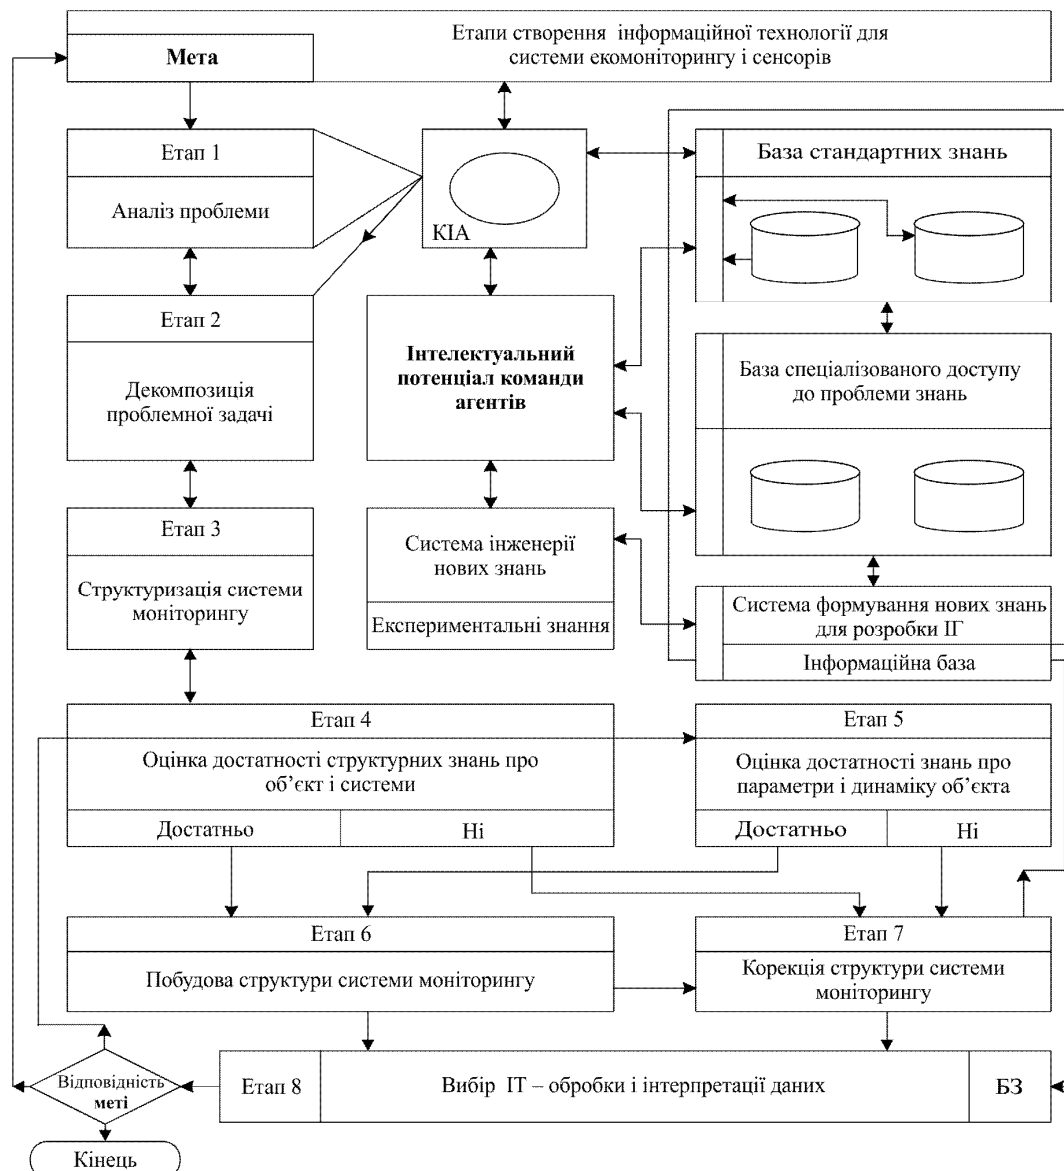 Етапи створення інформаційної технології для
системи екомоніторингу і сенсорів
Мета
Етап 1
Аналіз проблеми
КІА
База стандартних знань
Етап 2
Декомпозиція
проблемної задачі
Інтелектуальний
потенціал команди
агентів
База спеціалізованого доступу
до проблеми знань
Етап 3
Структуризація системи
моніторингу
Система інженерії
нових знань
Експериментальні знання
Система формування нових знань
для розробки ІГ
Інформаційна база
Етап 4
Оцінка достатності структурних знань про
об’єкт і системи
Достатньо
Ні
Етап 5
Оцінка достатності знань про
параметри і динаміку об’єкта
Достатньо
Ні
Етап 6
Побудова структури системи моніторингу
Етап 7
Корекція структури системи
моніторингу
Відповідність
меті
Етап 8
Вибір ІТ – обробки і інтерпретації даних
БЗ
Кінець